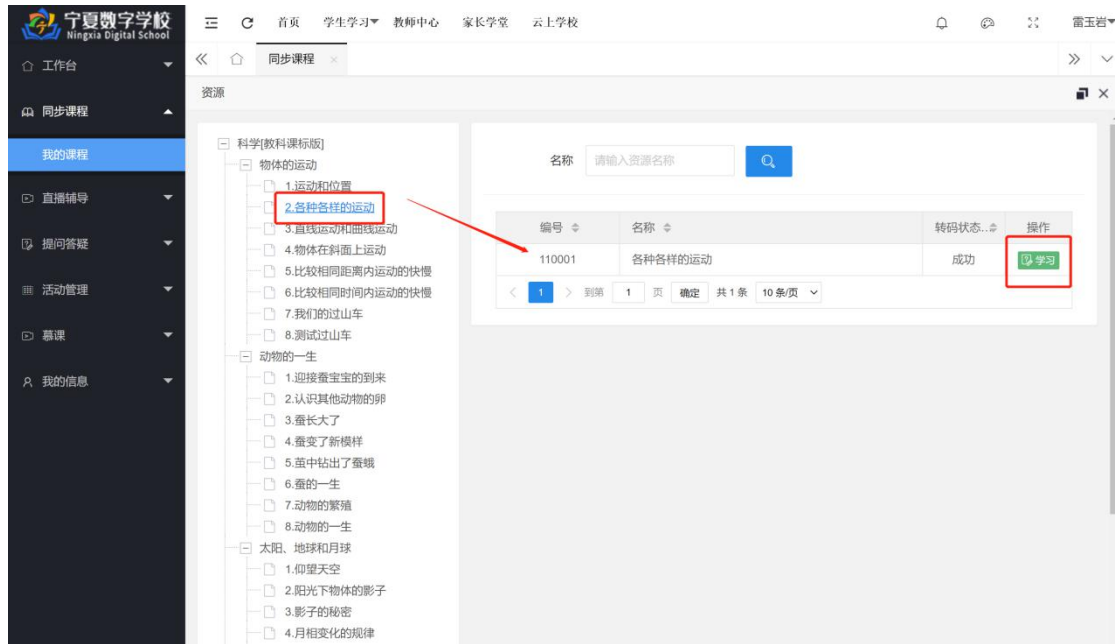 宁夏数字学校
Ningxia Digital School
首页 学生学习 教师中心 家长学堂 云上学校
雷玉岩
工作台
同步课程
我的课程
直播辅导
提问答疑
活动管理
慕课
我的信息
同步课程
资源
科学[教科课标版]
物体的运动
1.运动和位置
2.各种各样的运动
3.直线运动和曲线运动
4.物体在斜面上运动
5.比较相同距离内运动的快慢
6.比较相同时间内运动的快慢
7.我们的过山车
8.测试过山车
动物的一生
1.迎接蚕宝宝的到来
2.认识其他动物的卵
3.蚕长大了
4.蚕变了新模样
5.茧中钻出了蚕蛾
6.蚕的一生
7.动物的繁殖
8.动物的一生
太阳、地球和月球
1.仰望天空
2.阳光下物体的影子
3.影子的秘密
4.月相变化的规律
名称 请输入资源名称
编号 名称 转码状态... 操作
110001 各种各样的运动 成功 学习
1 到第 1 页 确定 共 1 条 10 条/页